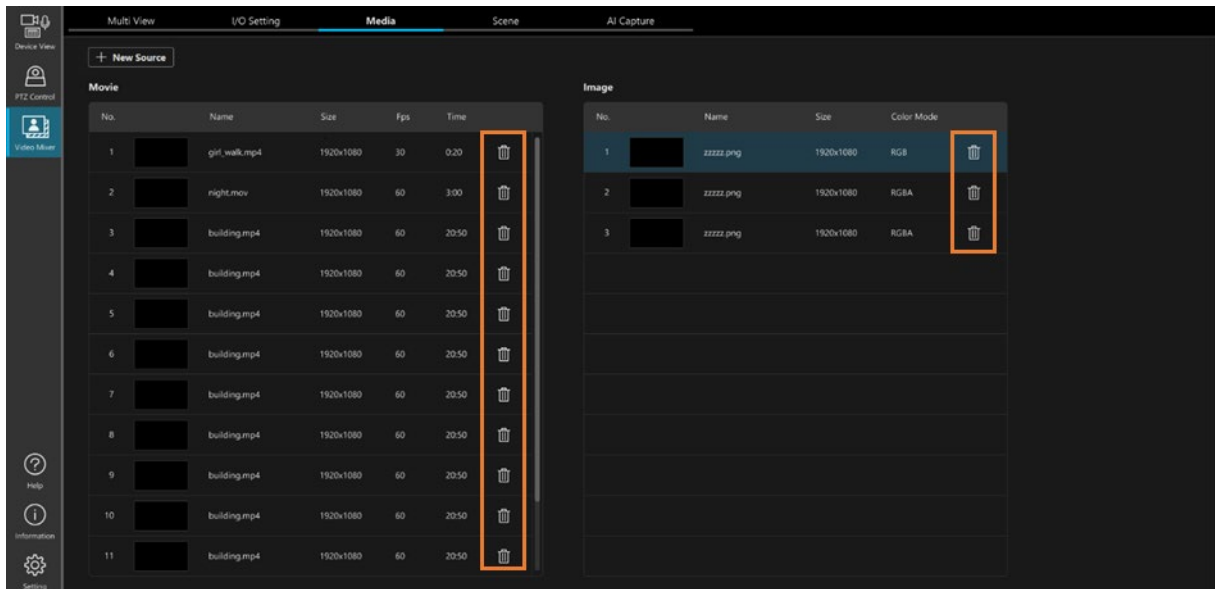 Multi View I/O Setting Media Scene AI Capture
Device View
PTZ Control
Video Mixer
Help
Information
Setting
+ New Source
Movie
No. Name Size Fps Time
1 girl_walk.mp4 1920x1080 30 0:20
2 night.mov 1920x1080 60 3:00
3 building.mp4 1920x1080 60 20:50
4 building.mp4 1920x1080 60 20:50
5 building.mp4 1920x1080 60 20:50
6 building.mp4 1920x1080 60 20:50
7 building.mp4 1920x1080 60 20:50
8 building.mp4 1920x1080 60 20:50
9 building.mp4 1920x1080 60 20:50
10 building.mp4 1920x1080 60 20:50
11 building.mp4 1920x1080 60 20:50
Image
No. Name Size Color Mode
1 zzzzz.png 1920x1080 RGB
2 zzzzz.png 1920x1080 RGBA
3 zzzzz.png 1920x1080 RGBA